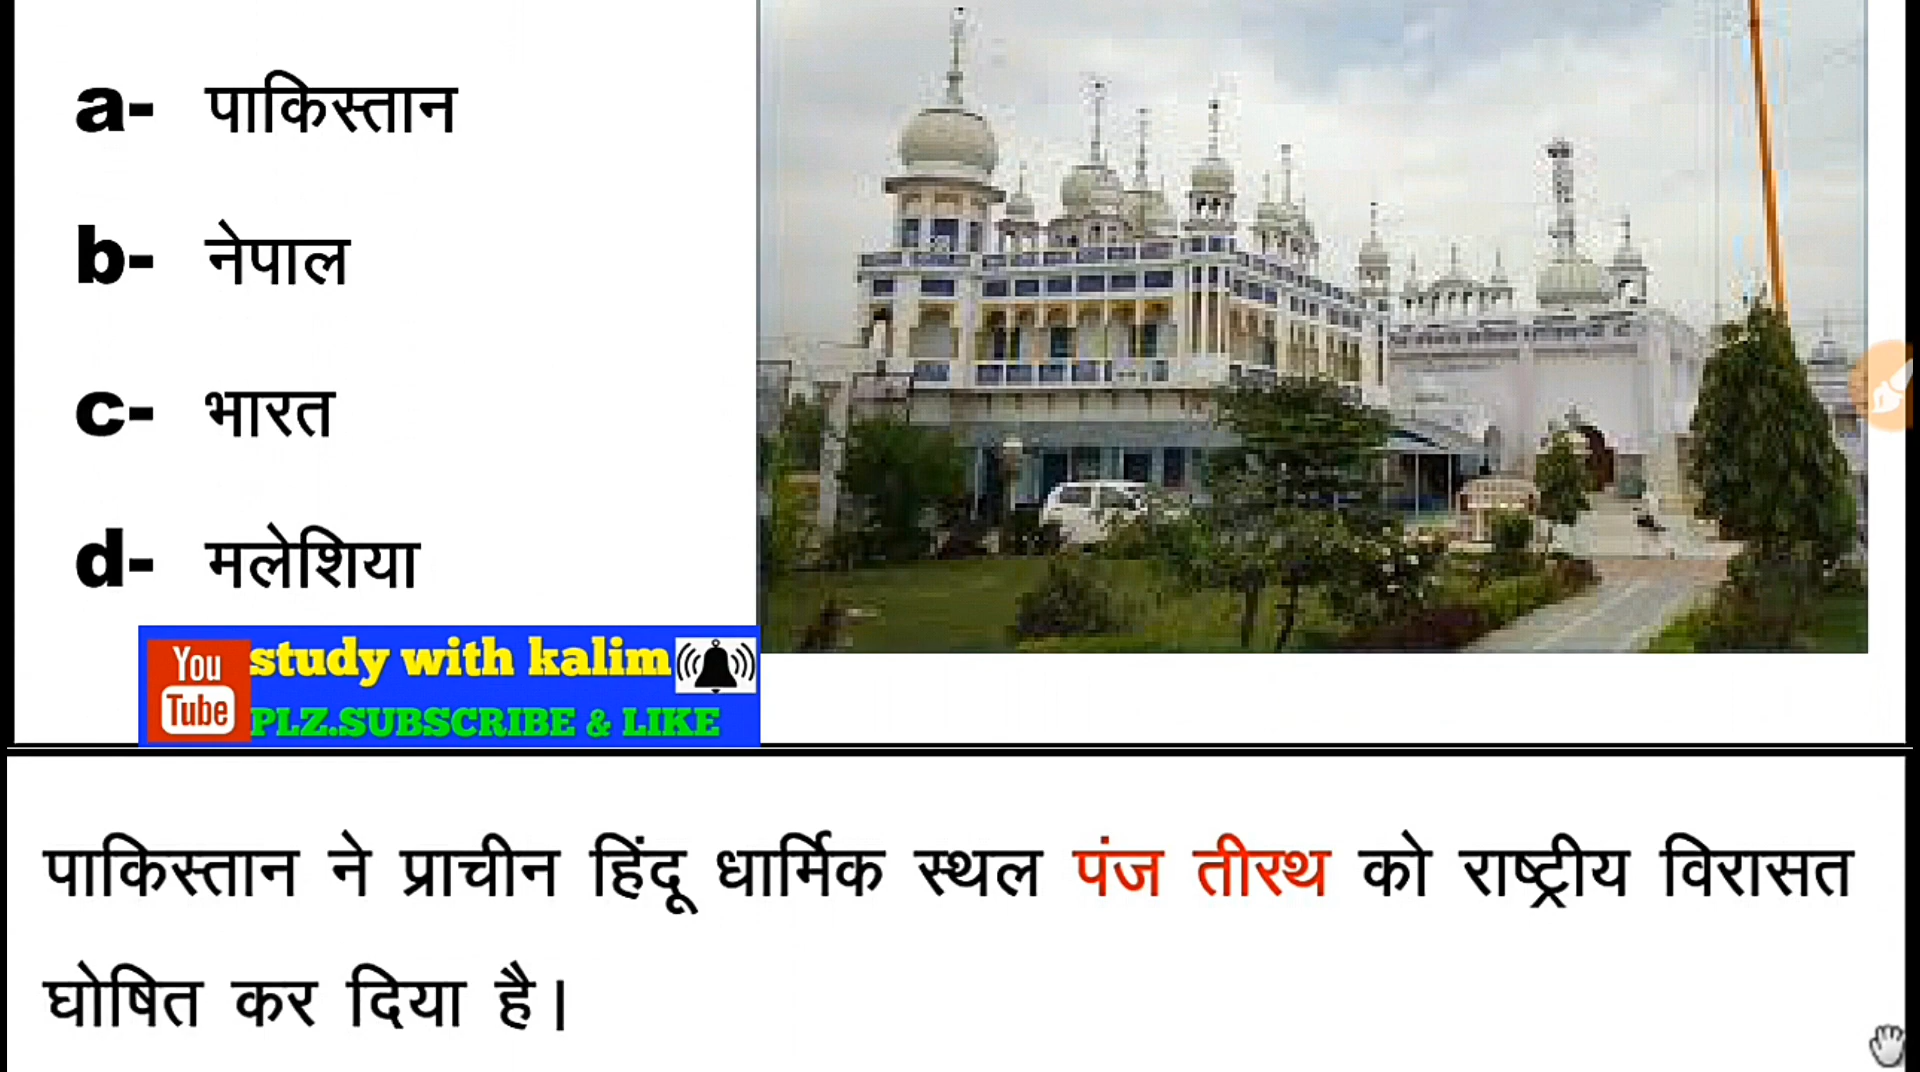 a- पाकिस्तान
b- नेपाल
c- भारत
d- मलेशिया
You Tube
study with kalim
PLZ.SUBSCRIBE & LIKE
पाकिस्तान ने प्राचीन हिंदू धार्मिक स्थल पंज तीरथ को राष्ट्रीय विरासत
घोषित कर दिया है।